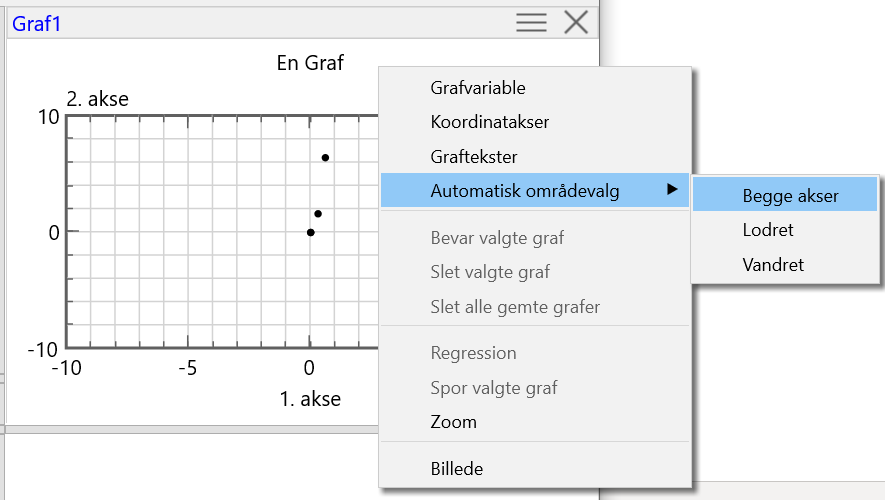 Graf1
En Graf
2. akse
10
0
-10
-10
-5
0
1. akse
Grafvariable
Koordinatakser
Graftekster
Automatisk områdevalg
Bevar valgte graf
Slet valgte graf
Slet alle gemte grafer
Regression
Spor valgte graf
Zoom
Billede
Begge akser
Lodret
Vandret